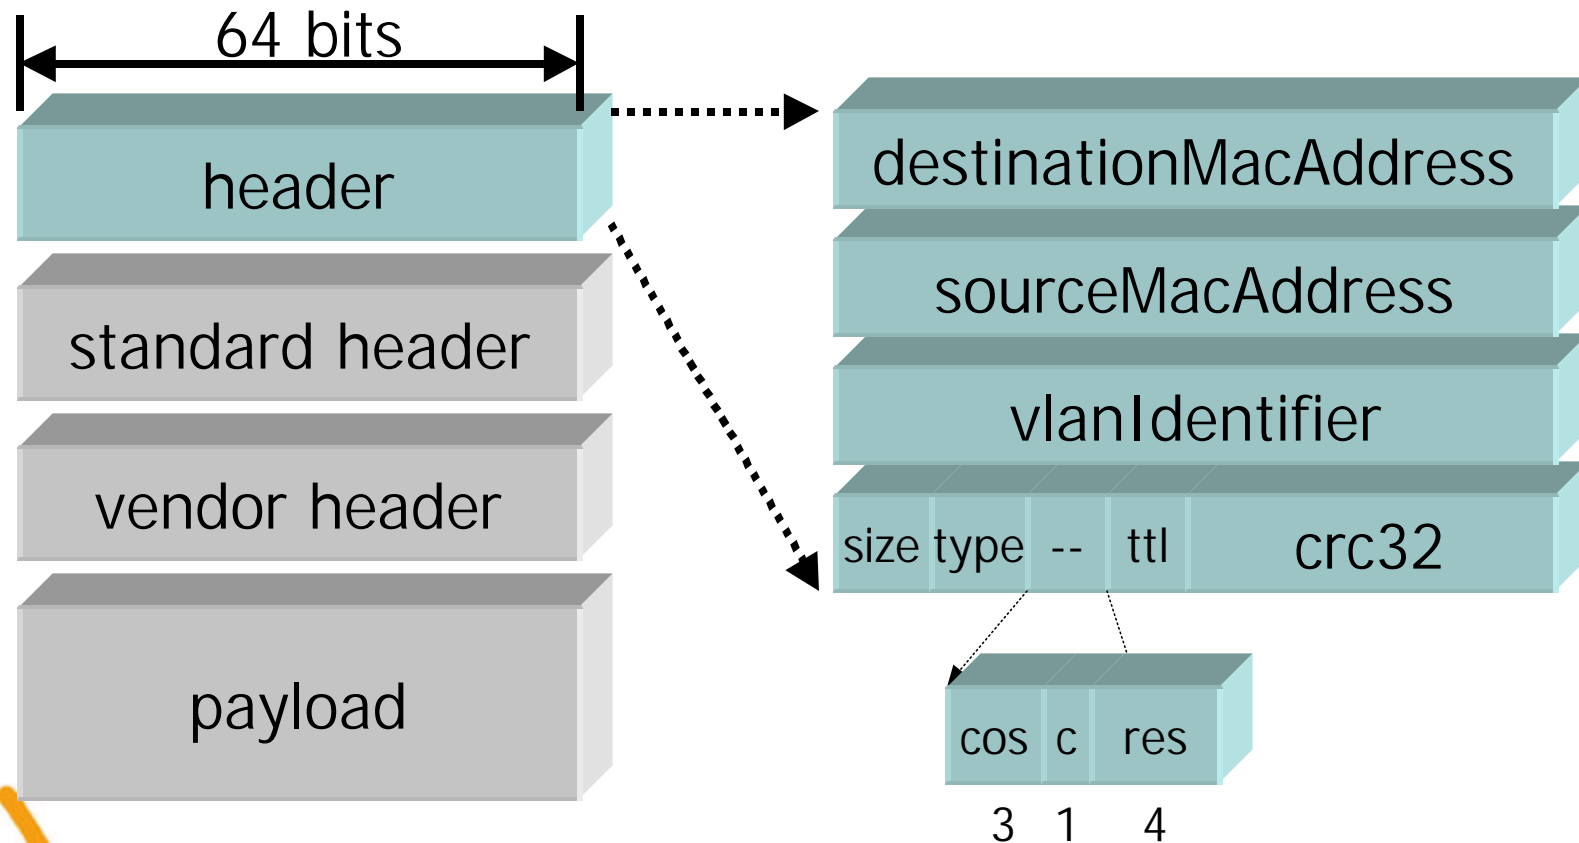 64 bits
header
standard header
vendor header
payload
destinationMacAddress
sourceMacAddress
vlanIdentifier
size type -- ttl crc32
cos c res
3 1 4